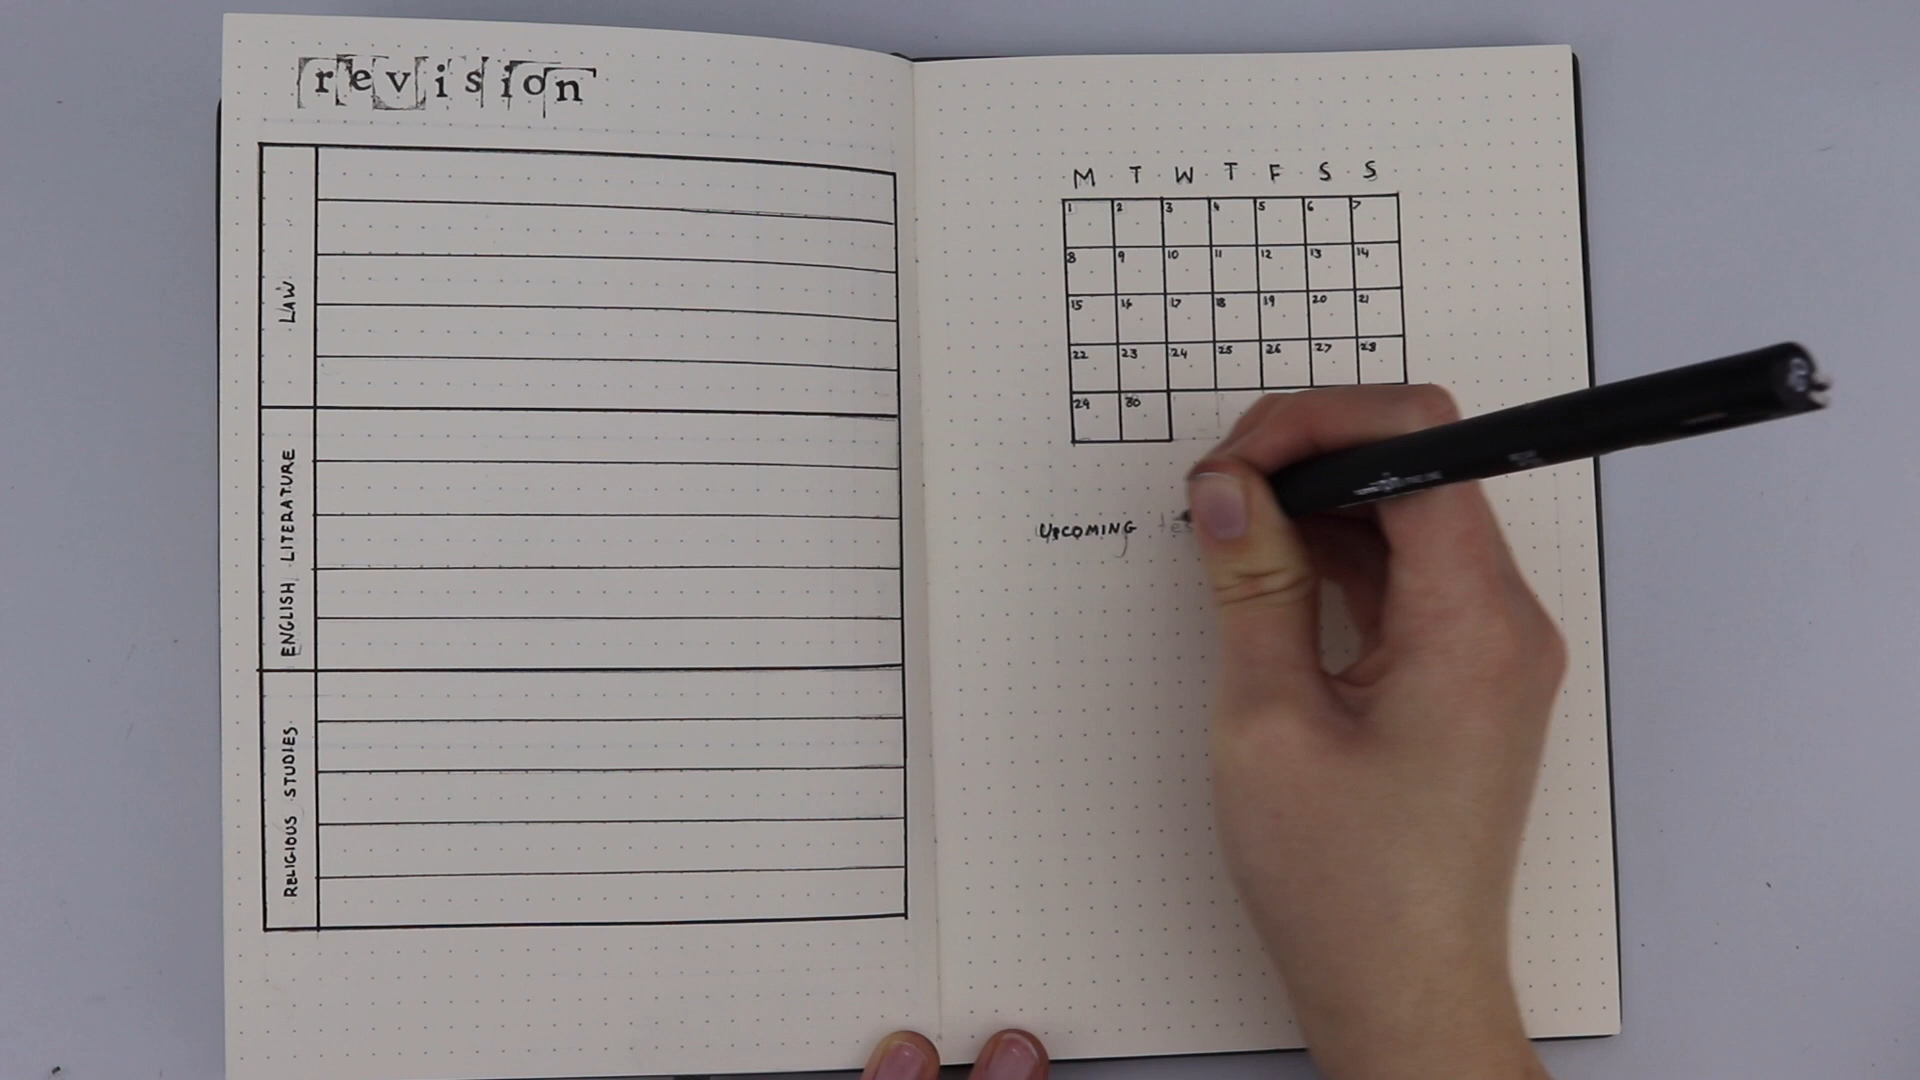 revision
LAW
ENGLISH LITERATURE
RELIGIOUS STUDIES
M T W T F S S
1 2 3 4 5 6 7
8 9 10 11 12 13 14
15 16 17 18 19 20 21
22 23 24 25 26 27 28
29 30
UPCOMING